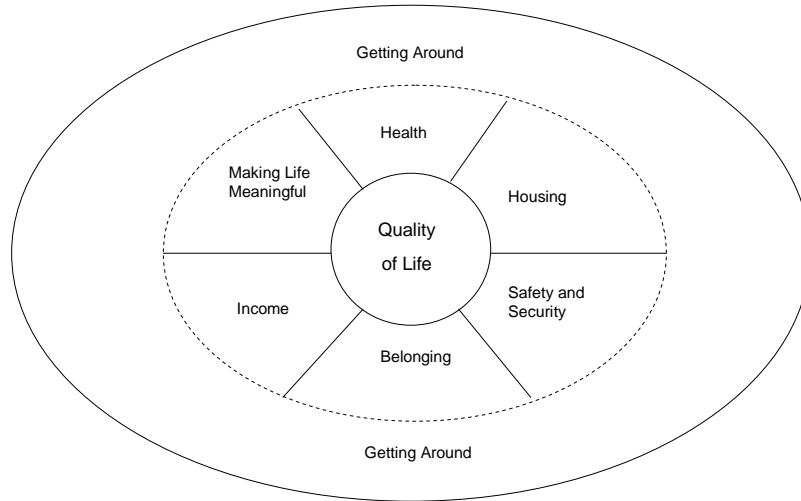 Getting Around
Health
Making Life
Meaningful
Housing
Quality
of Life
Income
Safety and
Security
Belonging
Getting Around